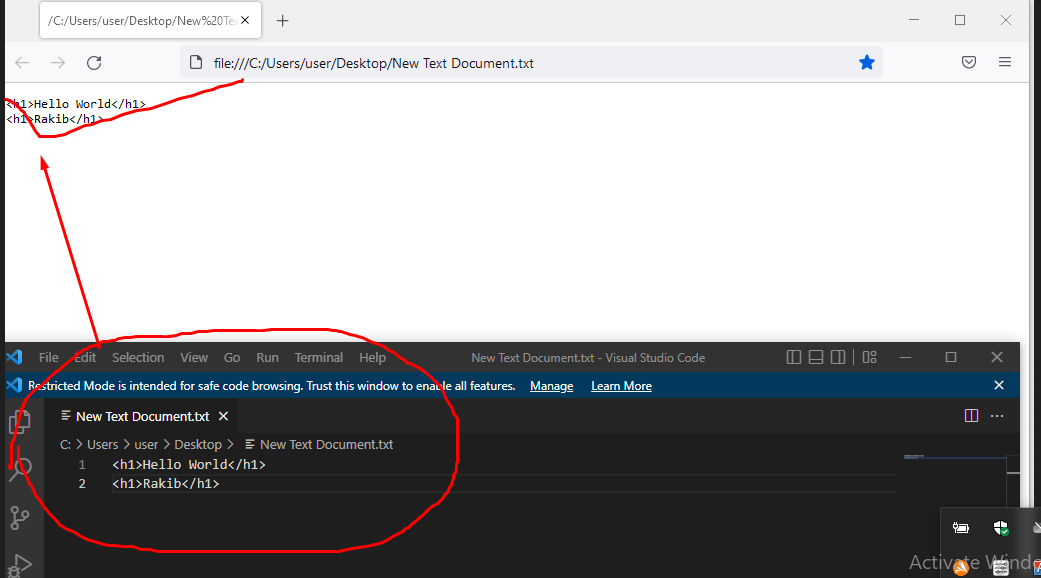 /C:/Users/user/Desktop/New%20Te
file:///C:/Users/user/Desktop/New Text Document.txt
<h1>Hello World</h1>
<h1>Rakib</h1>
File Edit Selection View Go Run Terminal Help New Text Document.txt - Visual Studio Code
Restricted Mode is intended for safe code browsing. Trust this window to enable all features. Manage Learn More
New Text Document.txt
C: > Users > user > Desktop > New Text Document.txt
1 <h1>Hello World</h1>
2 <h1>Rakib</h1>
Activate Windo